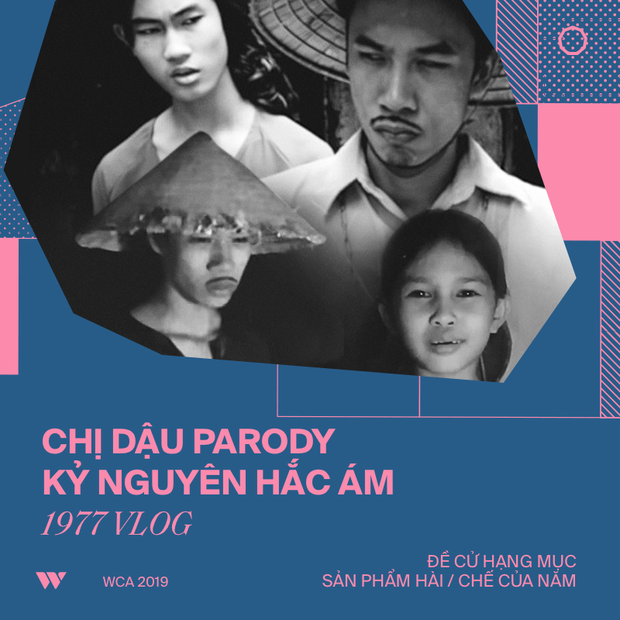 CHỊ DẬU PARODY
KỶ NGUYÊN HẮC ÁM
1977 VLOG
ĐỀ CỬ HẠNG MỤC
SẢN PHẨM HÀI / CHẾ CỦA NĂM
WCA 2019